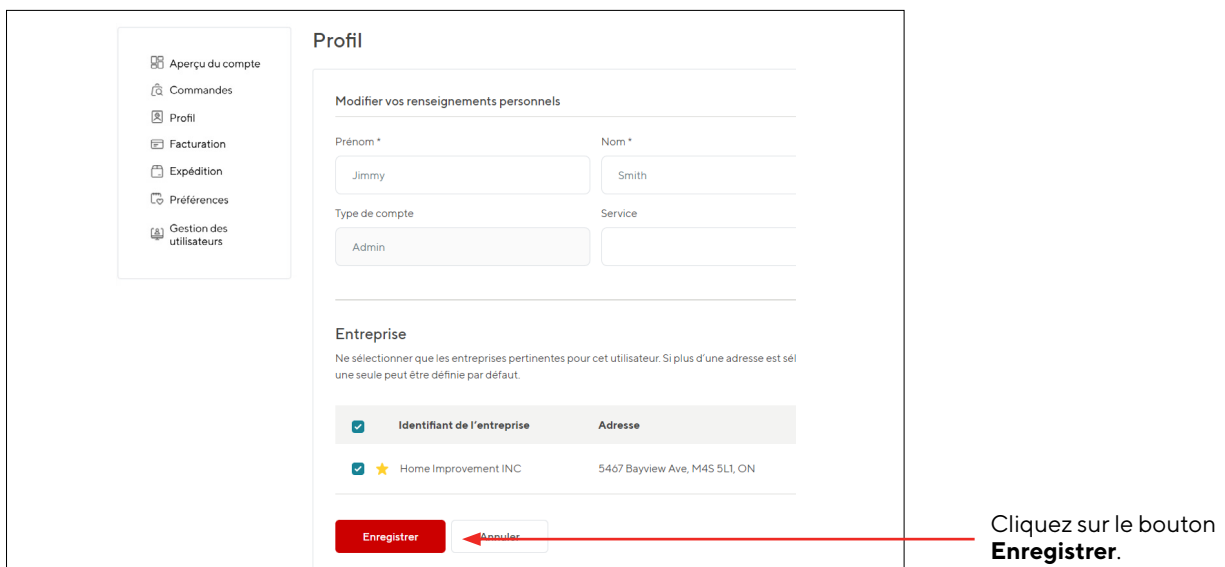 Profil
Aperçu du compte
Commandes
Profil
Facturation
Expédition
Préférences
Gestion des
utilisateurs
Modifier vos renseignements personnels
Prénom *
Nom *
Jimmy
Smith
Type de compte
Service
Admin
Entreprise
Ne sélectionner que les entreprises pertinentes pour cet utilisateur. Si plus d'une adresse est sél
une seule peut être définie par défaut.
Identifiant de l'entreprise
Adresse
Home Improvement INC
5467 Bayview Ave, M4S 5L1, ON
Enregistrer
Annuler
Cliquez sur le bouton
Enregistrer.